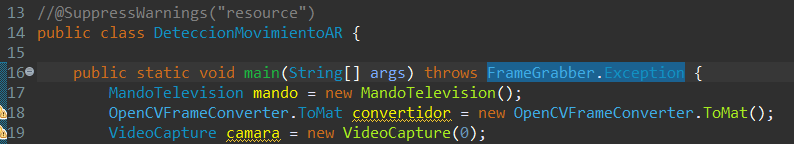 13 //@SuppressWarnings("resource")
14 public class DeteccionMovimientoAR {
15
16 public static void main(String[] args) throws FrameGrabber.Exception {
17 MandoTelevision mando = new MandoTelevision();
18 OpenCVFrameConverter.ToMat convertidor = new OpenCVFrameConverter.ToMat();
19 VideoCapture camara = new VideoCapture(0);